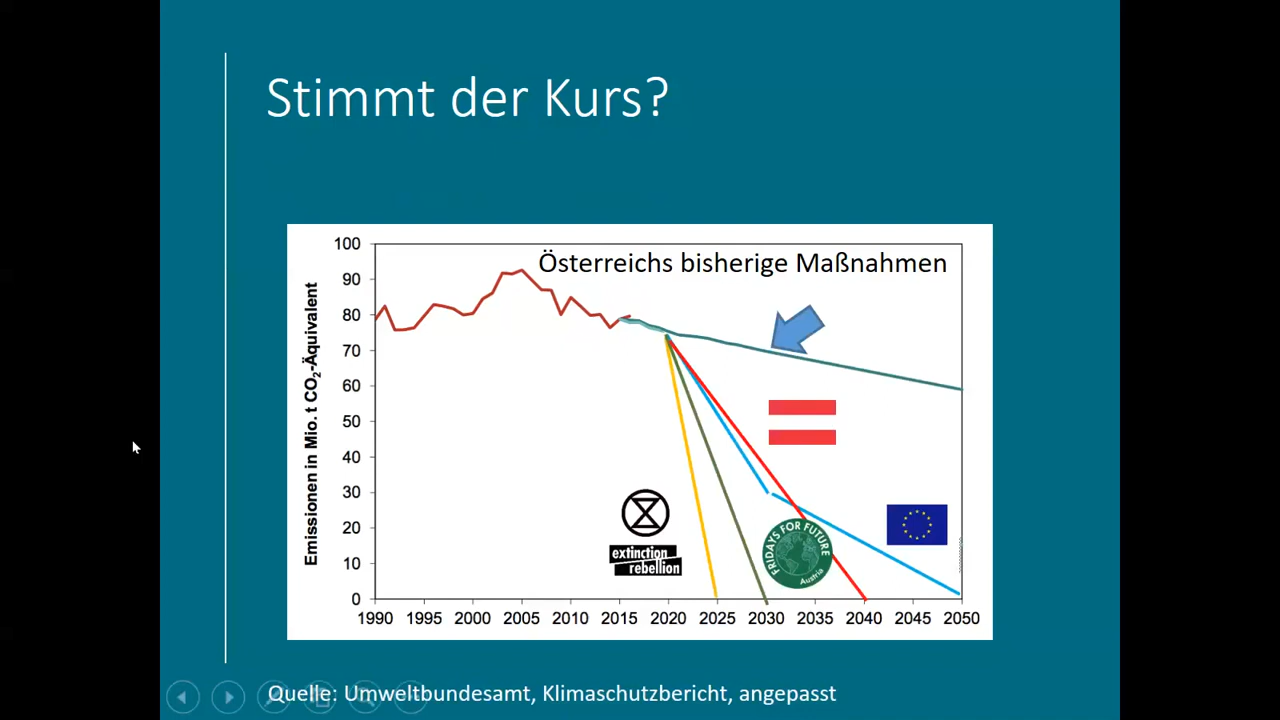 Stimmt der Kurs?
Österreichs bisherige Maßnahmen
Emissionen in Mio. t CO₂-Äquivalent
100
90
80
70
60
50
40
30
20
10
0
extinction
rebellion
FRIDAYS FOR FUTURE
Austria
1990 1995 2000 2005 2010 2015 2020 2025 2030 2035 2040 2045 2050
Quelle: Umweltbundesamt, Klimaschutzbericht, angepasst